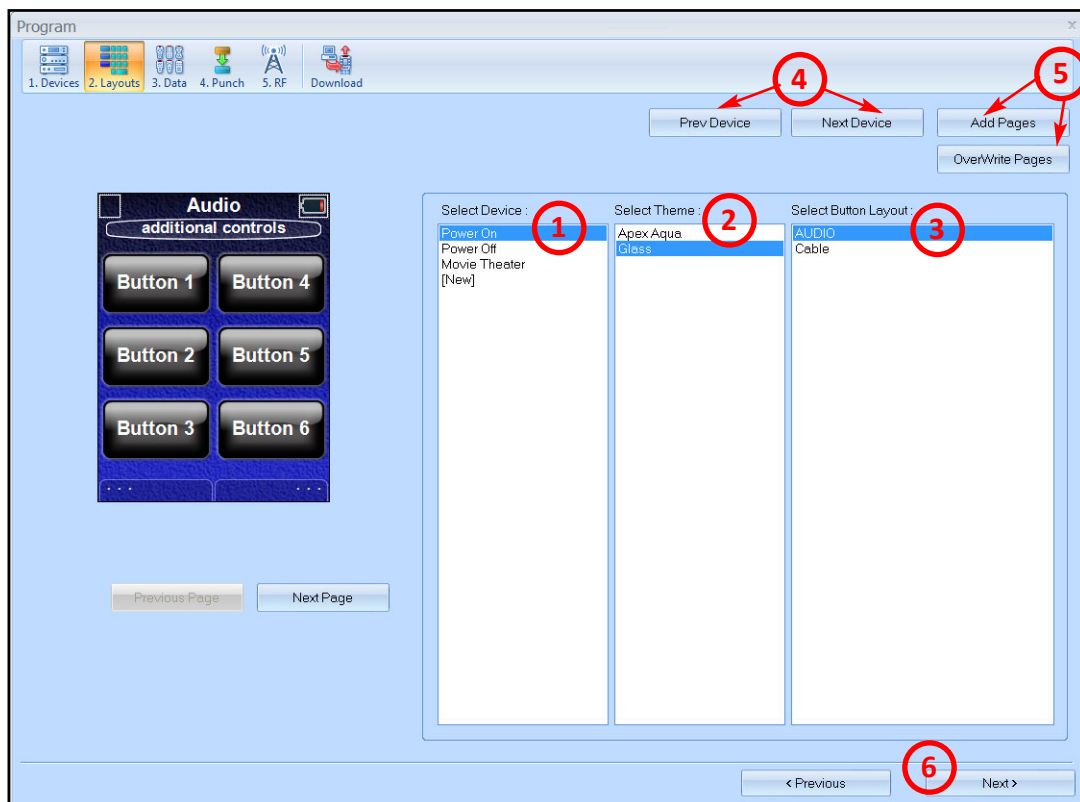 Program
x
1. Devices 2. Layouts 3. Data 4. Punch 5. RF Download
4
5
Prev Device Next Device Add Pages
OverWrite Pages
Audio
additional controls
Button 1 Button 4
Button 2 Button 5
Button 3 Button 6
. . . . . .
Select Device : 1
Power On
Power Off
Movie Theater
[New]
Select Theme : 2
Apex Aqua
Glass
Select Button Layout : 3
AUDIO
Cable
Previous Page Next Page
6
< Previous Next >